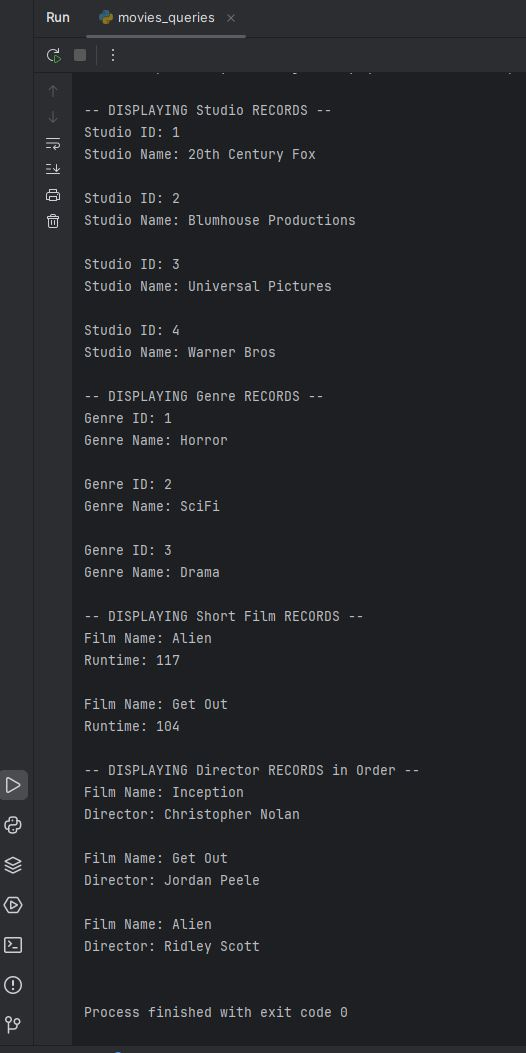 Run movies_queries
-- DISPLAYING Studio RECORDS --
Studio ID: 1
Studio Name: 20th Century Fox
Studio ID: 2
Studio Name: Blumhouse Productions
Studio ID: 3
Studio Name: Universal Pictures
Studio ID: 4
Studio Name: Warner Bros
-- DISPLAYING Genre RECORDS --
Genre ID: 1
Genre Name: Horror
Genre ID: 2
Genre Name: SciFi
Genre ID: 3
Genre Name: Drama
-- DISPLAYING Short Film RECORDS --
Film Name: Alien
Runtime: 117
Film Name: Get Out
Runtime: 104
-- DISPLAYING Director RECORDS in Order --
Film Name: Inception
Director: Christopher Nolan
Film Name: Get Out
Director: Jordan Peele
Film Name: Alien
Director: Ridley Scott
Process finished with exit code 0